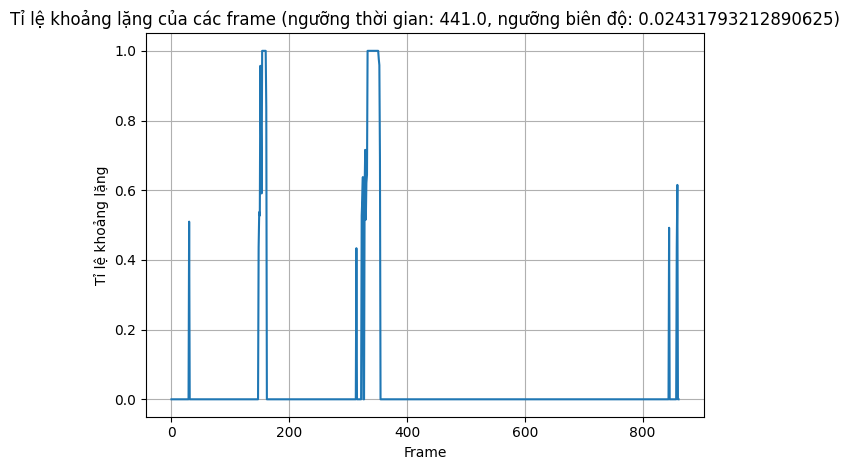 Tỉ lệ khoảng lặng của các frame (ngưỡng thời gian: 441.0, ngưỡng biên độ: 0.02431793212890625)
1.0
0.8
0.6
0.4
0.2
0.0
Tỉ lệ khoảng lặng
0 200 400 600 800
Frame